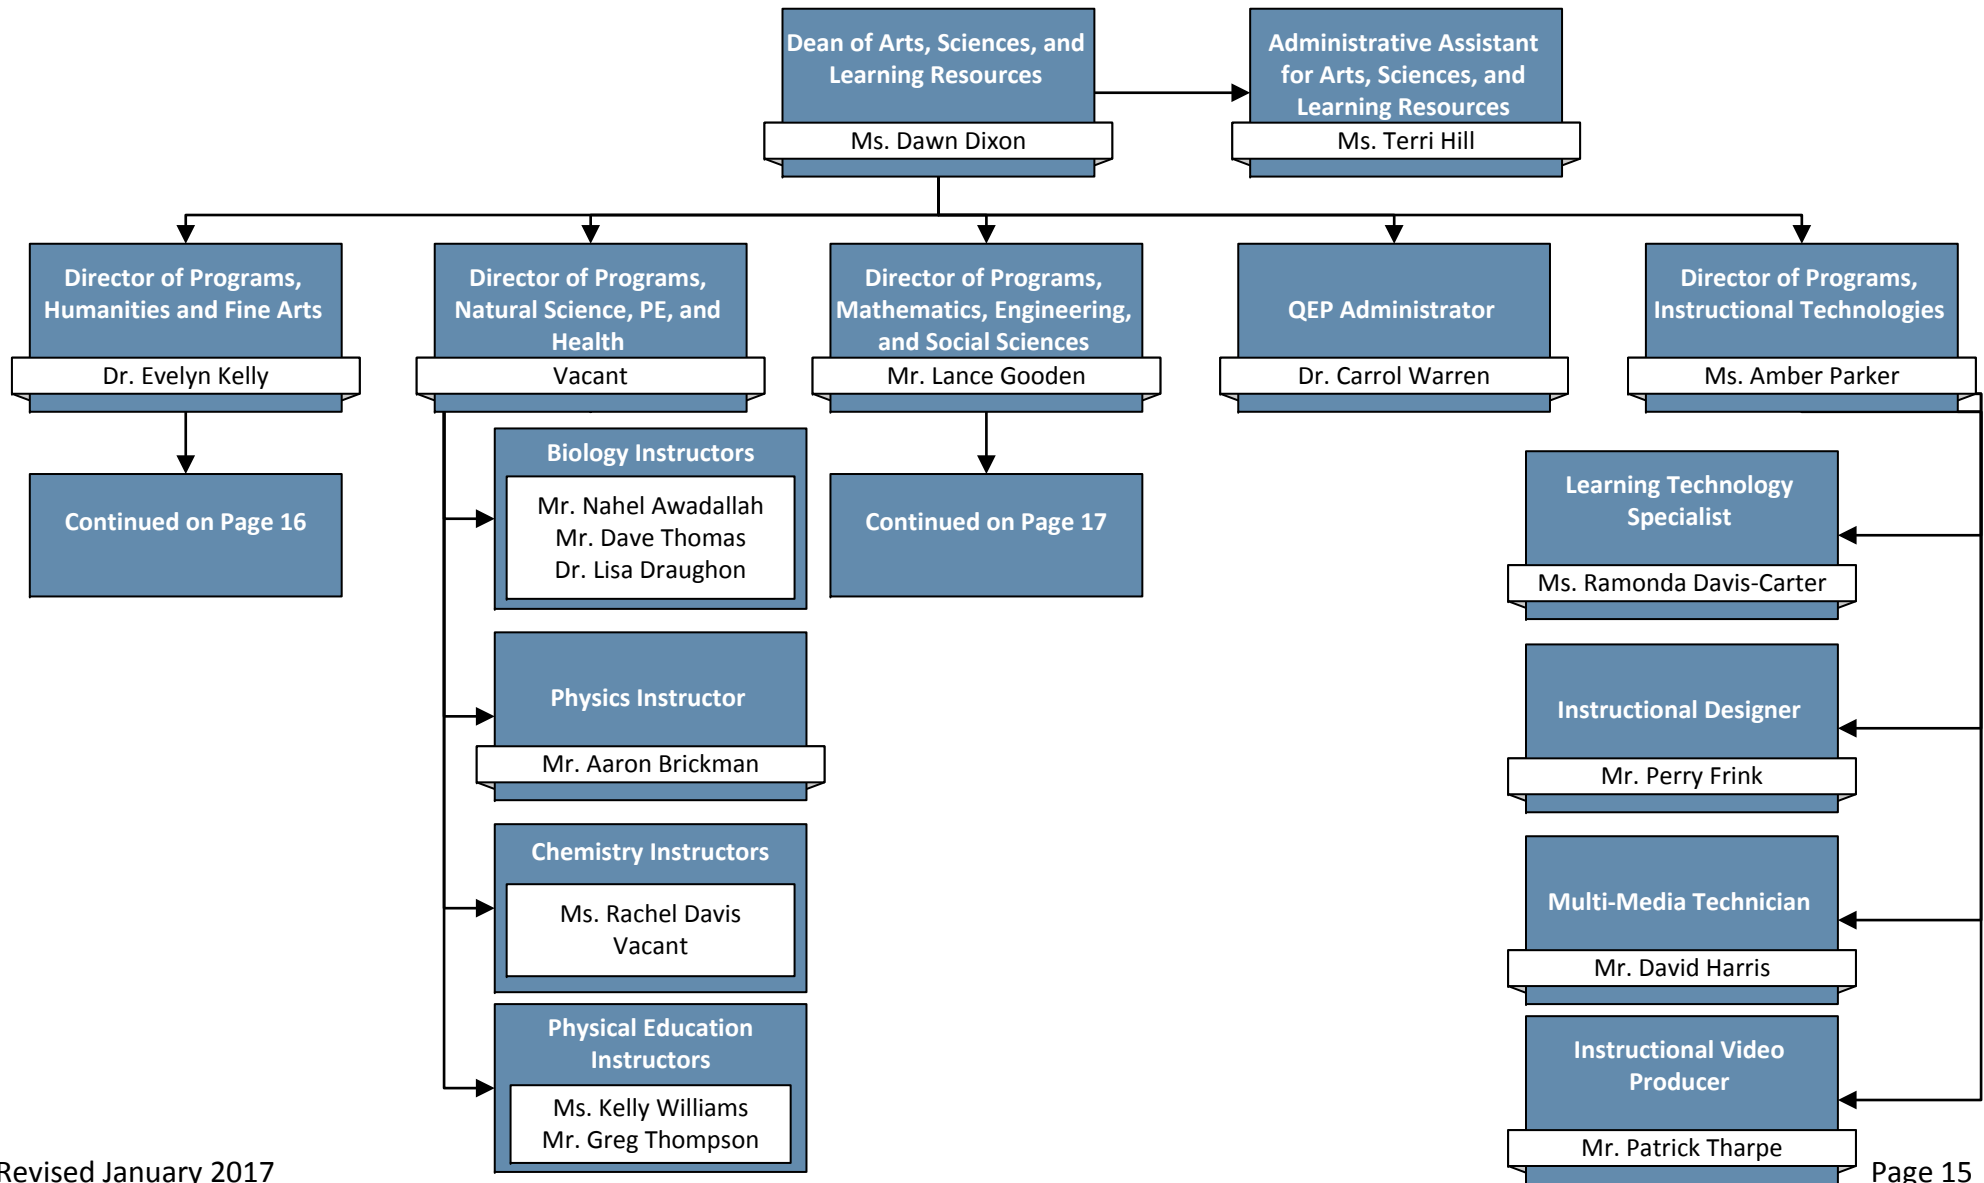 Dean of Arts, Sciences, and
Learning Resources
Ms. Dawn Dixon
Administrative Assistant
for Arts, Sciences, and
Learning Resources
Ms. Terri Hill
Director of Programs,
Humanities and Fine Arts
Dr. Evelyn Kelly
Director of Programs,
Natural Science, PE, and
Health
Vacant
Director of Programs,
Mathematics, Engineering,
and Social Sciences
Mr. Lance Gooden
QEP Administrator
Dr. Carrol Warren
Director of Programs,
Instructional Technologies
Ms. Amber Parker
Continued on Page 16
Biology Instructors
Mr. Nahel Awadallah
Mr. Dave Thomas
Dr. Lisa Draughon
Continued on Page 17
Learning Technology
Specialist
Ms. Ramonda Davis-Carter
Physics Instructor
Mr. Aaron Brickman
Instructional Designer
Mr. Perry Frink
Chemistry Instructors
Ms. Rachel Davis
Vacant
Multi-Media Technician
Mr. David Harris
Physical Education
Instructors
Ms. Kelly Williams
Mr. Greg Thompson
Instructional Video
Producer
Mr. Patrick Tharpe
Revised January 2017
Page 15